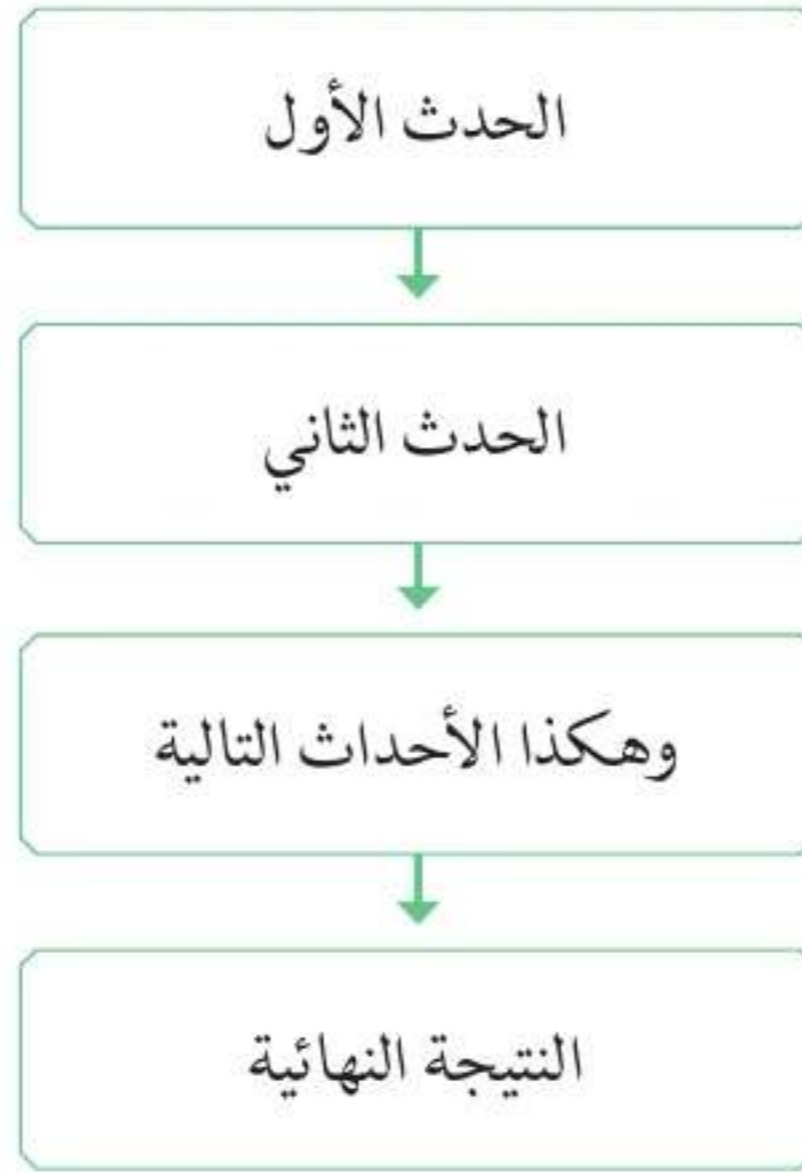 الحدث الأول
الحدث الثاني
وهكذا الأحداث التالية
النتيجة النهائية